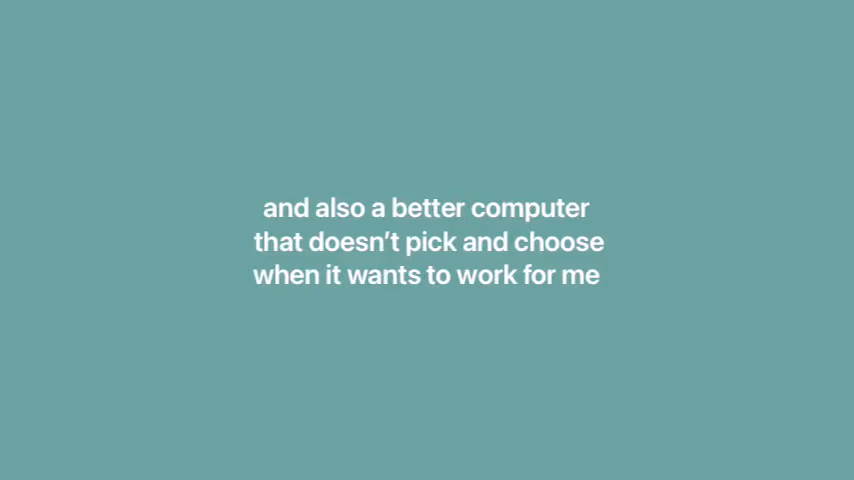 and also a better computer
that doesn’t pick and choose
when it wants to work for me